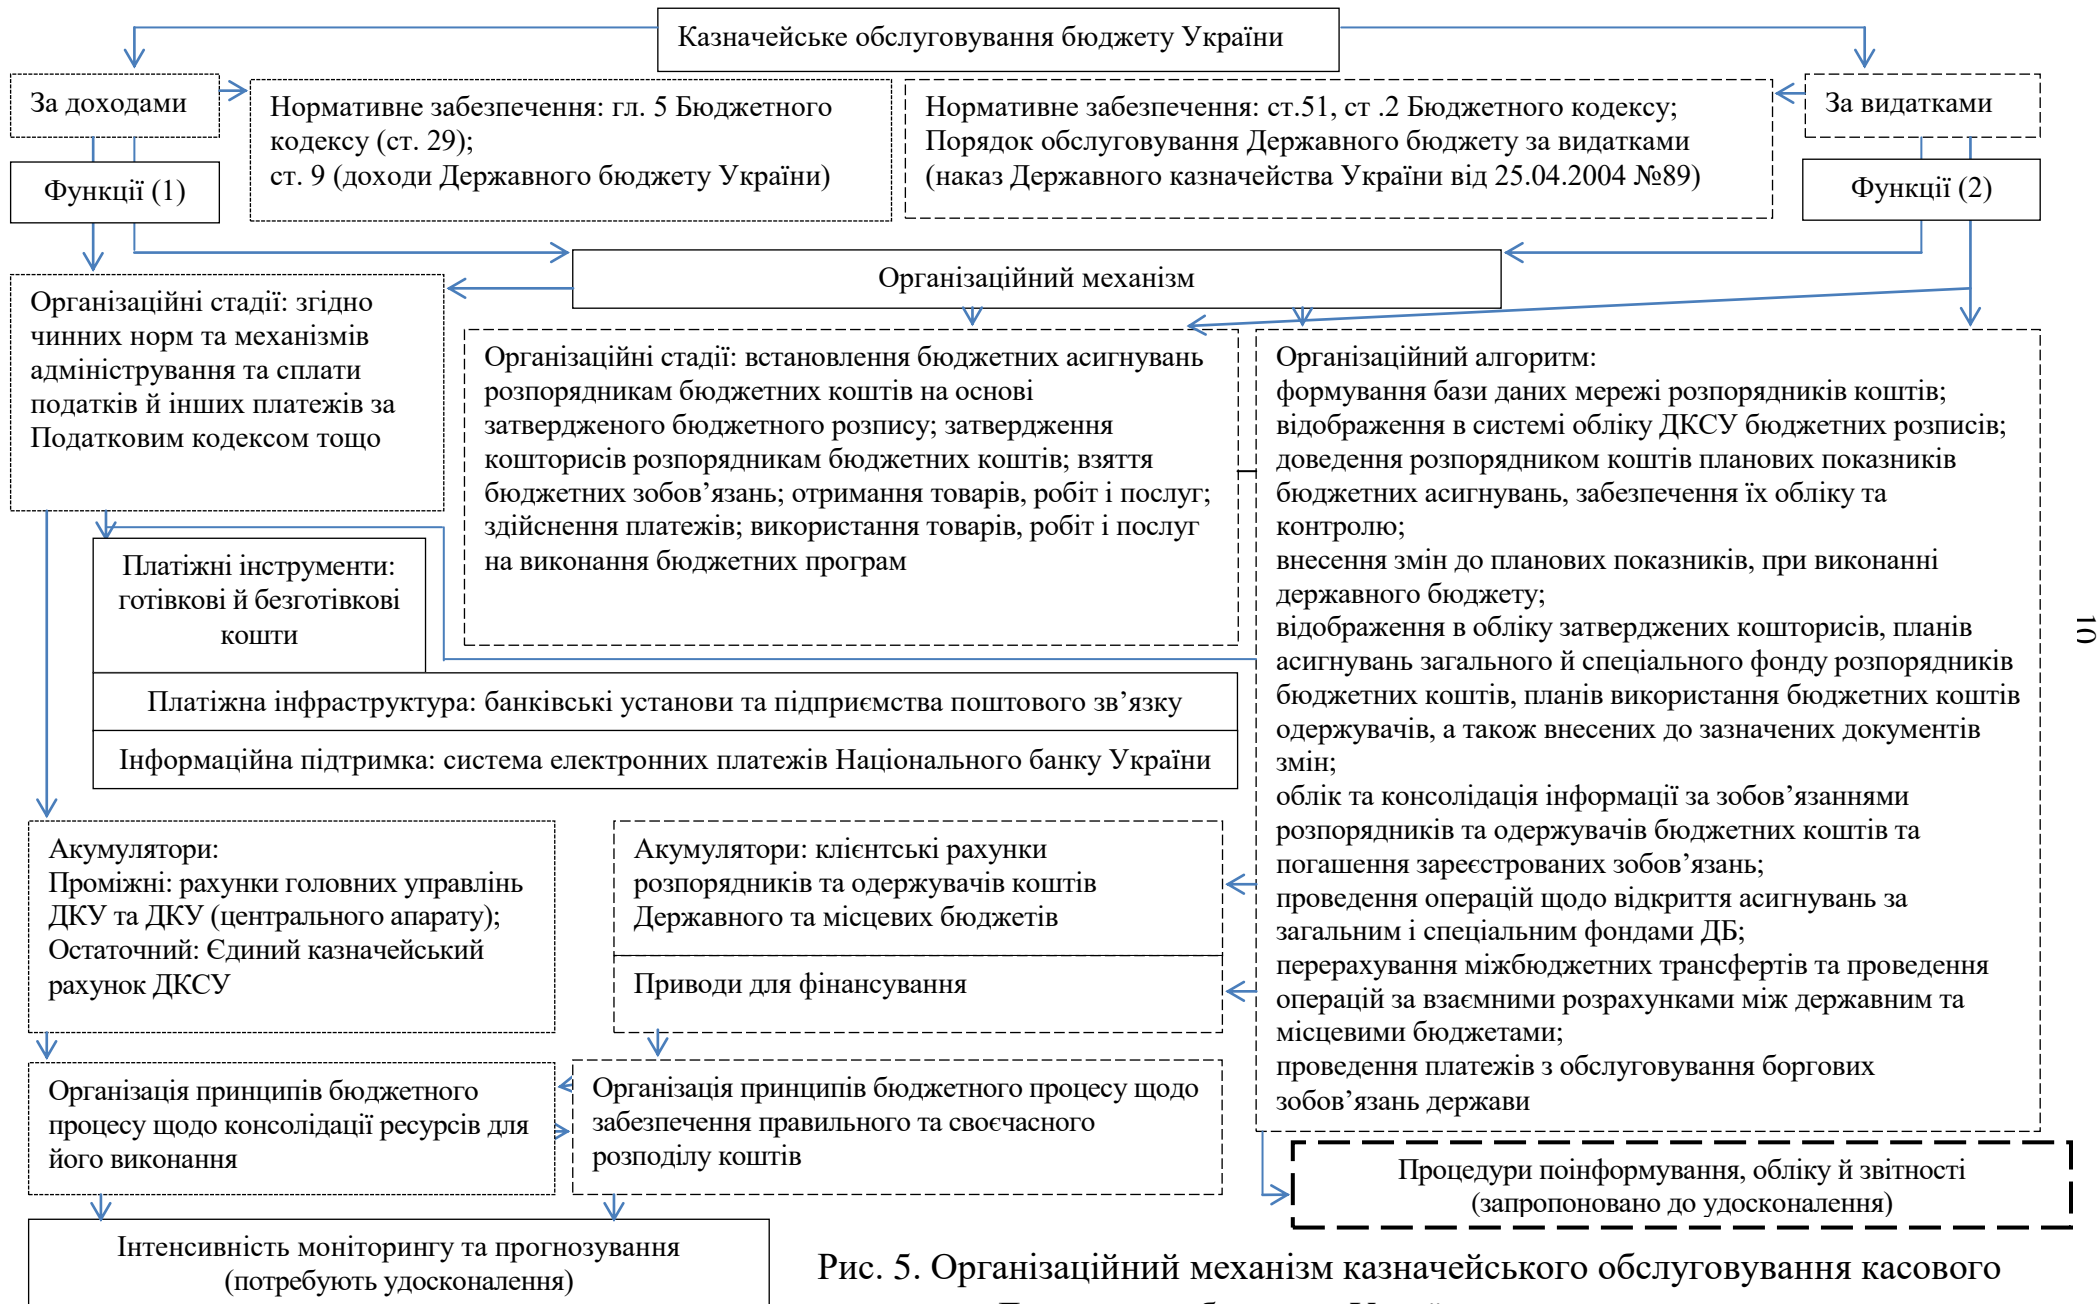 Казначейське обслуговування бюджету України
За доходами
Нормативне забезпечення: гл. 5 Бюджетного
кодексу (ст. 29);
ст. 9 (доходи Державного бюджету України)
Нормативне забезпечення: ст.51, ст .2 Бюджетного кодексу;
Порядок обслуговування Державного бюджету за видатками
(наказ Державного казначейства України від 25.04.2004 №89)
За видатками
Функції (1)
Функції (2)
Організаційний механізм
Організаційні стадії: згідно
чинних норм та механізмів
адміністрування та сплати
податків й інших платежів за
Податковим кодексом тощо
Організаційні стадії: встановлення бюджетних асигнувань
розпорядникам бюджетних коштів на основі
затвердженого бюджетного розпису; затвердження
кошторисів розпорядникам бюджетних коштів; взяття
бюджетних зобов’язань; отримання товарів, робіт і послуг;
здійснення платежів; використання товарів, робіт і послуг
на виконання бюджетних програм
Організаційний алгоритм:
формування бази даних мережі розпорядників коштів;
відображення в системі обліку ДКСУ бюджетних розписів;
доведення розпорядником коштів планових показників
бюджетних асигнувань, забезпечення їх обліку та
контролю;
внесення змін до планових показників, при виконанні
державного бюджету;
відображення в обліку затверджених кошторисів, планів
асигнувань загального й спеціального фонду розпорядників
бюджетних коштів, планів використання бюджетних коштів
одержувачів, а також внесених до зазначених документів
змін;
облік та консолідація інформації за зобов’язаннями
розпорядників та одержувачів бюджетних коштів та
погашення зареєстрованих зобов’язань;
проведення операцій щодо відкриття асигнувань за
загальним і спеціальним фондами ДБ;
перерахування міжбюджетних трансфертів та проведення
операцій за взаємними розрахунками між державним та
місцевими бюджетами;
проведення платежів з обслуговування боргових
зобов’язань держави
10
Платіжні інструменти:
готівкові й безготівкові
кошти
Платіжна інфраструктура: банківські установи та підприємства поштового зв’язку
Інформаційна підтримка: система електронних платежів Національного банку України
Акумулятори:
Проміжні: рахунки головних управлінь
ДКУ та ДКУ (центрального апарату);
Остаточний: Єдиний казначейський
рахунок ДКСУ
Акумулятори: клієнтські рахунки
розпорядників та одержувачів коштів
Державного та місцевих бюджетів
Приводи для фінансування
Організація принципів бюджетного
процесу щодо консолідації ресурсів для
його виконання
Організація принципів бюджетного процесу щодо
забезпечення правильного та своєчасного
розподілу коштів
Процедури поінформування, обліку й звітності
(запропоновано до удосконалення)
Інтенсивність моніторингу та прогнозування
(потребують удосконалення)
Рис. 5. Організаційний механізм казначейського обслуговування касового